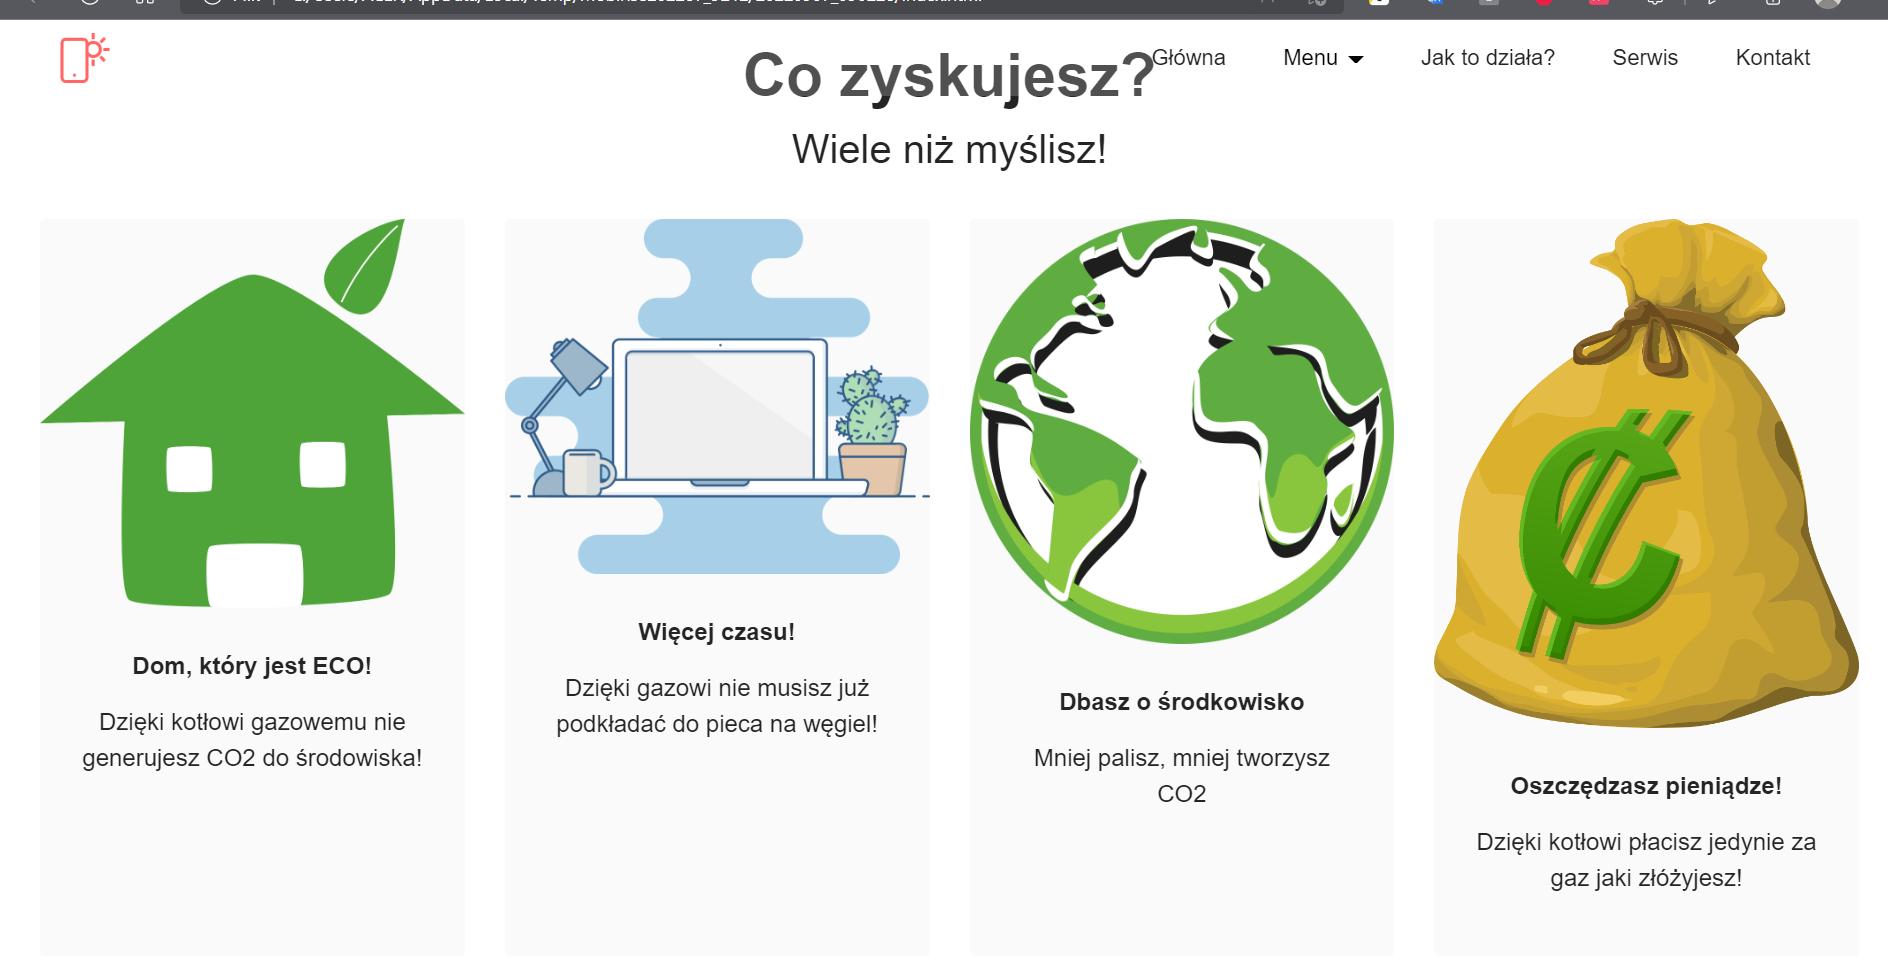 Co zyskujesz?
Główna
Menu
Jak to działa?
Serwis
Kontakt
Wiele niż myślisz!
Dom, który jest ECO!
Dzięki kotłowi gazowemu nie
generujesz CO2 do środowiska!
Więcej czasu!
Dzięki gazowi nie musisz już
podkładać do pieca na węgiel!
Dbasz o środkowisko
Mniej palisz, mniej tworzysz
CO2
Oszczędzasz pieniądze!
Dzięki kotłowi płacisz jedynie za
gaz jaki złóżyjesz!